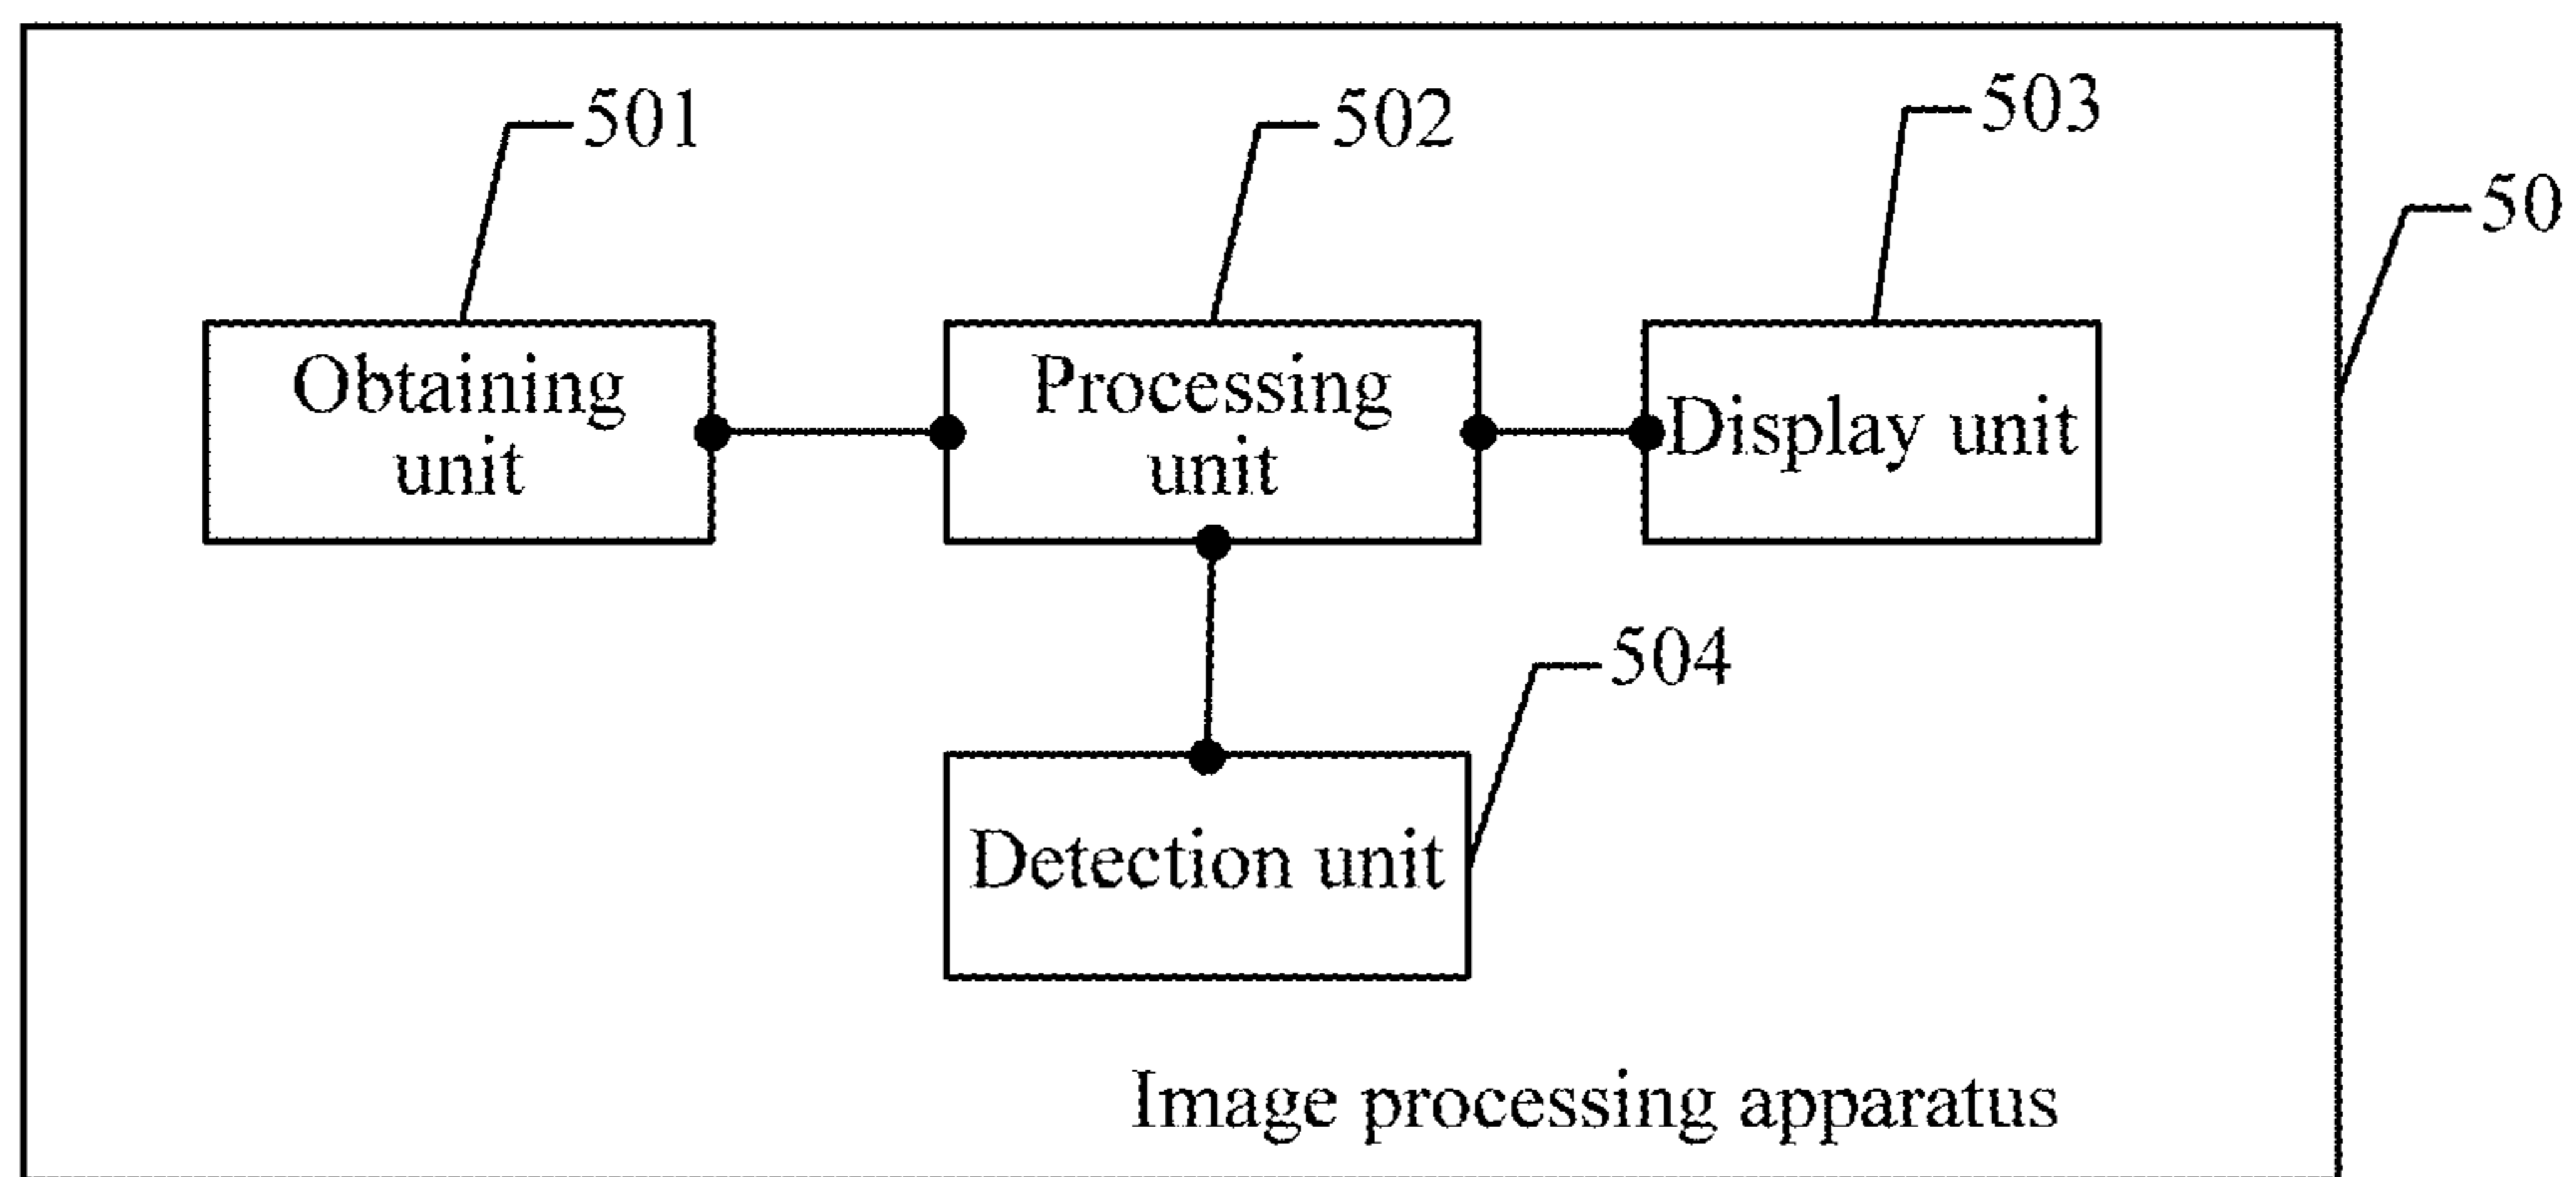 501
502
503
50
Obtaining
unit
Processing
unit
Display unit
504
Detection unit
Image processing apparatus